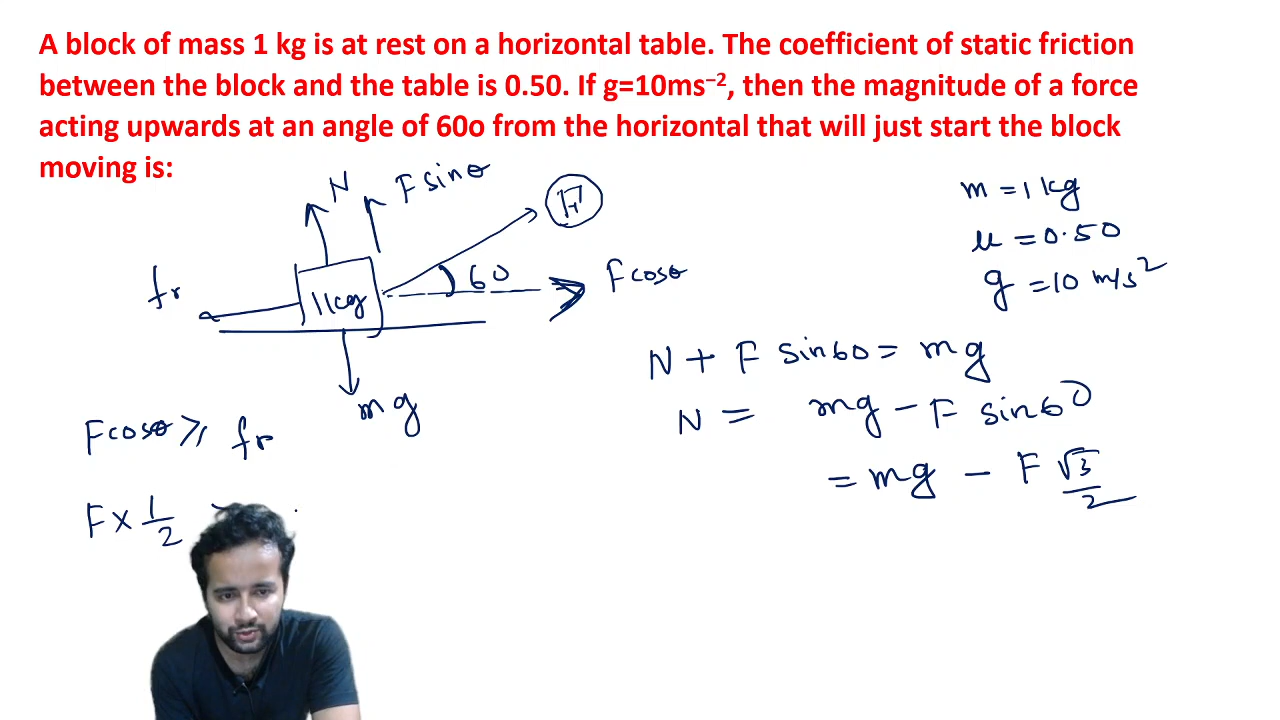 A block of mass 1 kg is at rest on a horizontal table. The coefficient of static friction
between the block and the table is 0.50. If g=10ms⁻², then the magnitude of a force
acting upwards at an angle of 60o from the horizontal that will just start the block
moving is:
N
F sinθ
F
m = 1 kg
μ = 0.50
g = 10 m/s²
fr
1kg
60
F cosθ
mg
N + F sin60 = mg
N = mg - F sin60
= mg - F √3/2
Fcosθ ⩾ fr
F × 1/2